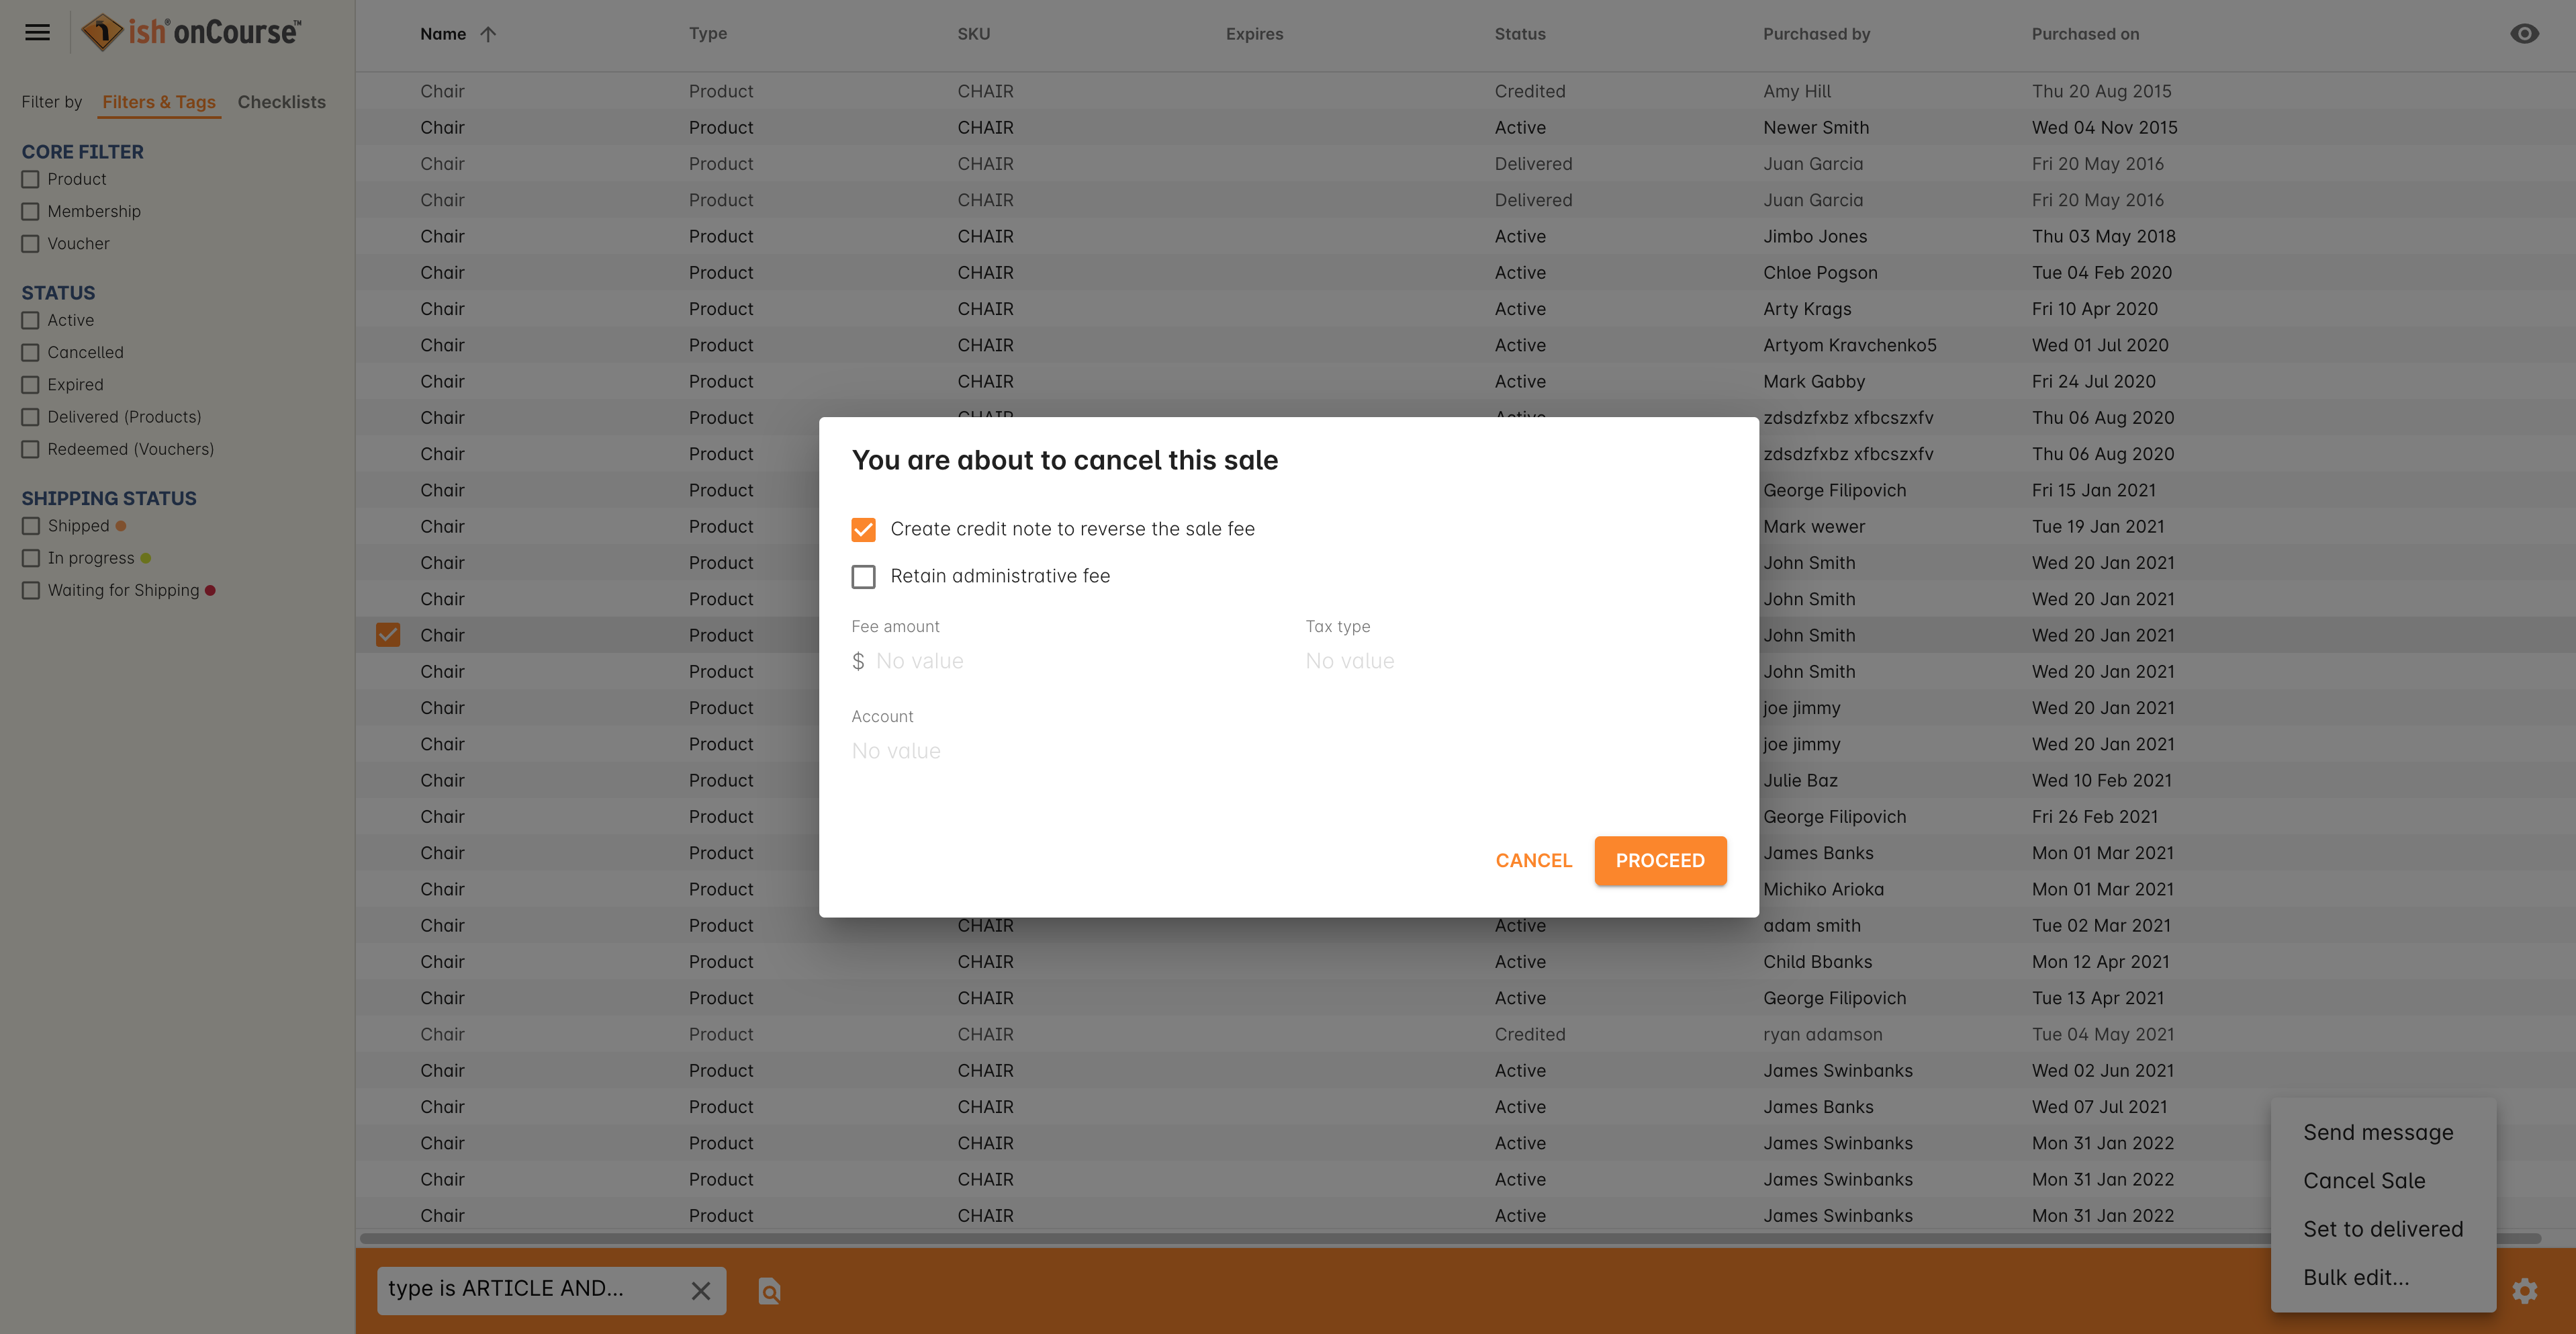 ish® onCourse™
Filter by Filters & Tags Checklists
CORE FILTER
Product
Membership
Voucher
STATUS
Active
Cancelled
Expired
Delivered (Products)
Redeemed (Vouchers)
SHIPPING STATUS
Shipped
In progress
Waiting for Shipping
Name Type SKU Expires Status Purchased by Purchased on
Chair Product CHAIR Credited Amy Hill Thu 20 Aug 2015
Chair Product CHAIR Active Newer Smith Wed 04 Nov 2015
Chair Product CHAIR Delivered Juan Garcia Fri 20 May 2016
Chair Product CHAIR Delivered Juan Garcia Fri 20 May 2016
Chair Product CHAIR Active Jimbo Jones Thu 03 May 2018
Chair Product CHAIR Active Chloe Pogson Tue 04 Feb 2020
Chair Product CHAIR Active Arty Krags Fri 10 Apr 2020
Chair Product CHAIR Active Artyom Kravchenko5 Wed 01 Jul 2020
Chair Product CHAIR Active Mark Gabby Fri 24 Jul 2020
Chair Product CHAIR Active zdsdzfxbz xfbcszxfv Thu 06 Aug 2020
Chair Product zdsdzfxbz xfbcszxfv Thu 06 Aug 2020
Chair Product George Filipovich Fri 15 Jan 2021
Chair Product Mark wewer Tue 19 Jan 2021
Chair Product John Smith Wed 20 Jan 2021
Chair Product John Smith Wed 20 Jan 2021
Chair Product John Smith Wed 20 Jan 2021
Chair Product John Smith Wed 20 Jan 2021
Chair Product joe jimmy Wed 20 Jan 2021
Chair Product joe jimmy Wed 20 Jan 2021
Chair Product Julie Baz Wed 10 Feb 2021
Chair Product George Filipovich Fri 26 Feb 2021
Chair Product James Banks Mon 01 Mar 2021
Chair Product Michiko Arioka Mon 01 Mar 2021
Chair Product CHAIR Active adam smith Tue 02 Mar 2021
Chair Product CHAIR Active Child Bbanks Mon 12 Apr 2021
Chair Product CHAIR Active George Filipovich Tue 13 Apr 2021
Chair Product CHAIR Credited ryan adamson Tue 04 May 2021
Chair Product CHAIR Active James Swinbanks Wed 02 Jun 2021
Chair Product CHAIR Active James Banks Wed 07 Jul 2021
Chair Product CHAIR Active James Swinbanks Mon 31 Jan 2022
Chair Product CHAIR Active James Swinbanks Mon 31 Jan 2022
Chair Product CHAIR Active James Swinbanks Mon 31 Jan 2022
You are about to cancel this sale
Create credit note to reverse the sale fee
Retain administrative fee
Fee amount Tax type
$ No value No value
Account
No value
CANCEL PROCEED
Send message
Cancel Sale
Set to delivered
Bulk edit...
type is ARTICLE AND...